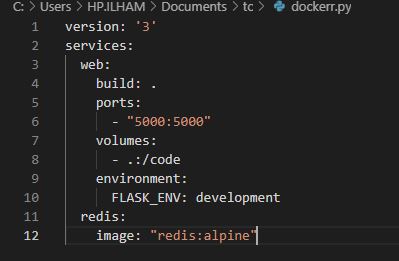 C: > Users > HP.ILHAM > Documents > tc > dockerr.py
1 version: '3'
2 services:
3   web:
4     build: .
5     ports:
6       - "5000:5000"
7     volumes:
8       - .:/code
9     environment:
10       FLASK_ENV: development
11   redis:
12     image: "redis:alpine"